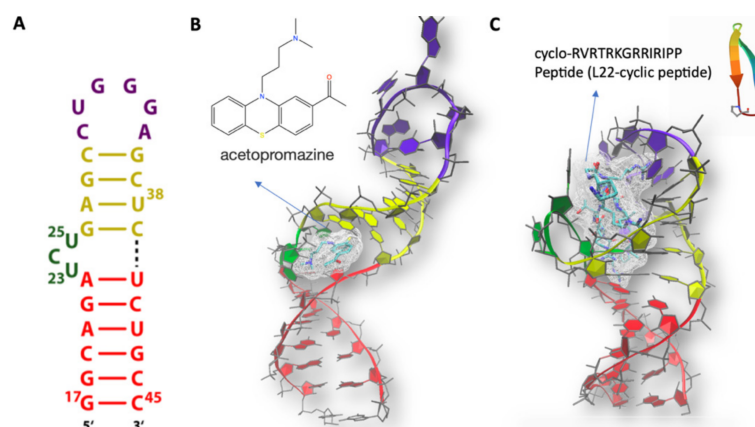 A
G G
U G
C A
C G
G C
A U 38
G C
25 U
C
23 U
A U
G C
A U
C G
G C
17 G C 45
5' 3'
B
N
N
O
S
acetopromazine
C
cyclo-RVRTRKGRRIRIPP
Peptide (L22-cyclic peptide)